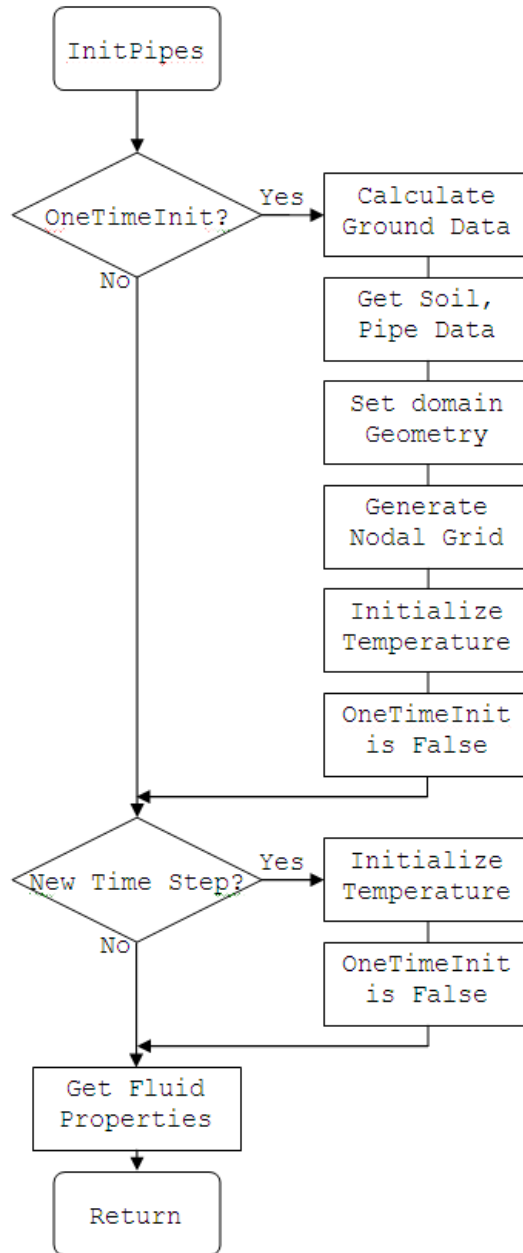 InitPipes
OneTimeInit?
Yes
No
Calculate
Ground Data
Get Soil,
Pipe Data
Set domain
Geometry
Generate
Nodal Grid
Initialize
Temperature
OneTimeInit
is False
New Time Step?
Yes
No
Initialize
Temperature
OneTimeInit
is False
Get Fluid
Properties
Return